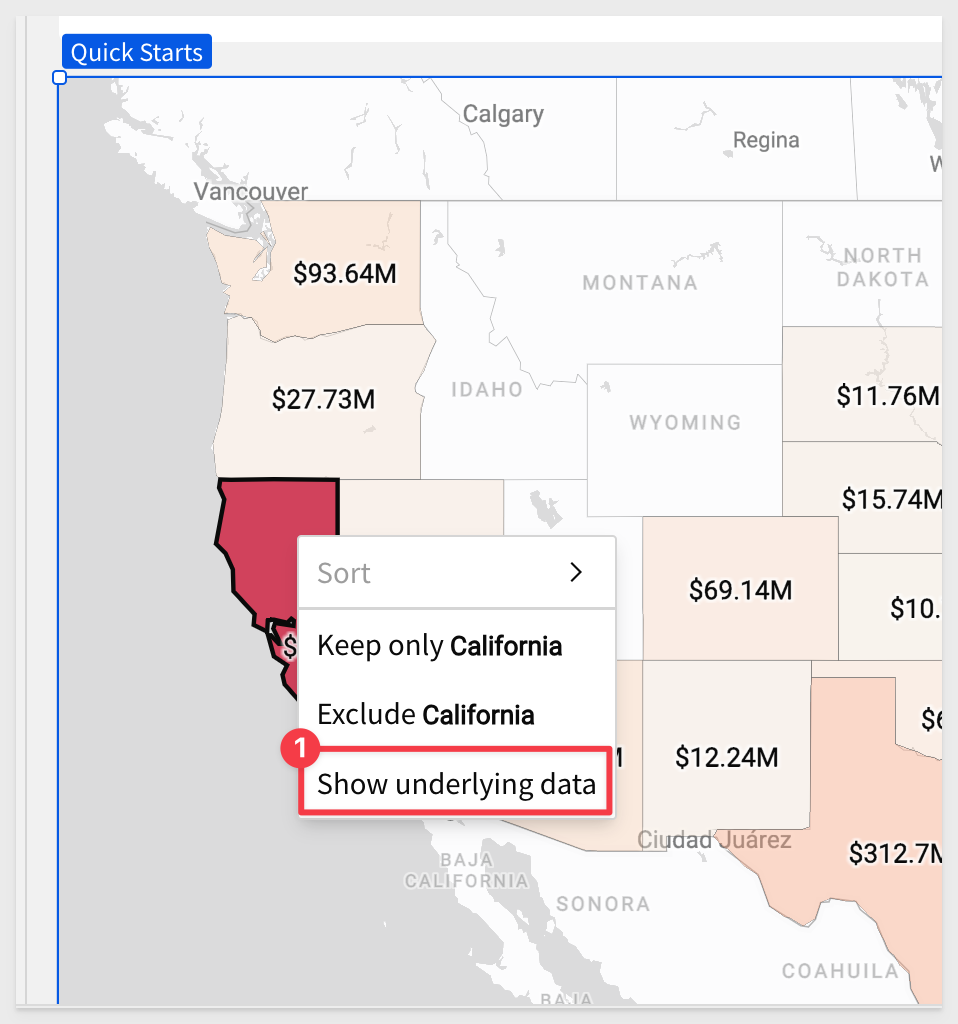 Quick Starts
Calgary
Regina
Vancouver
$93.64M
MONTANA
NORTH
DAKOTA
$27.73M
IDAHO
WYOMING
$11.76M
$15.74M
Sort
$69.14M
$10.
Keep only California
$
Exclude California
$6
1
$12.24M
Show underlying data
Ciudad Juárez
$312.7M
BAJA
CALIFORNIA
SONORA
COAHUILA
BAJA